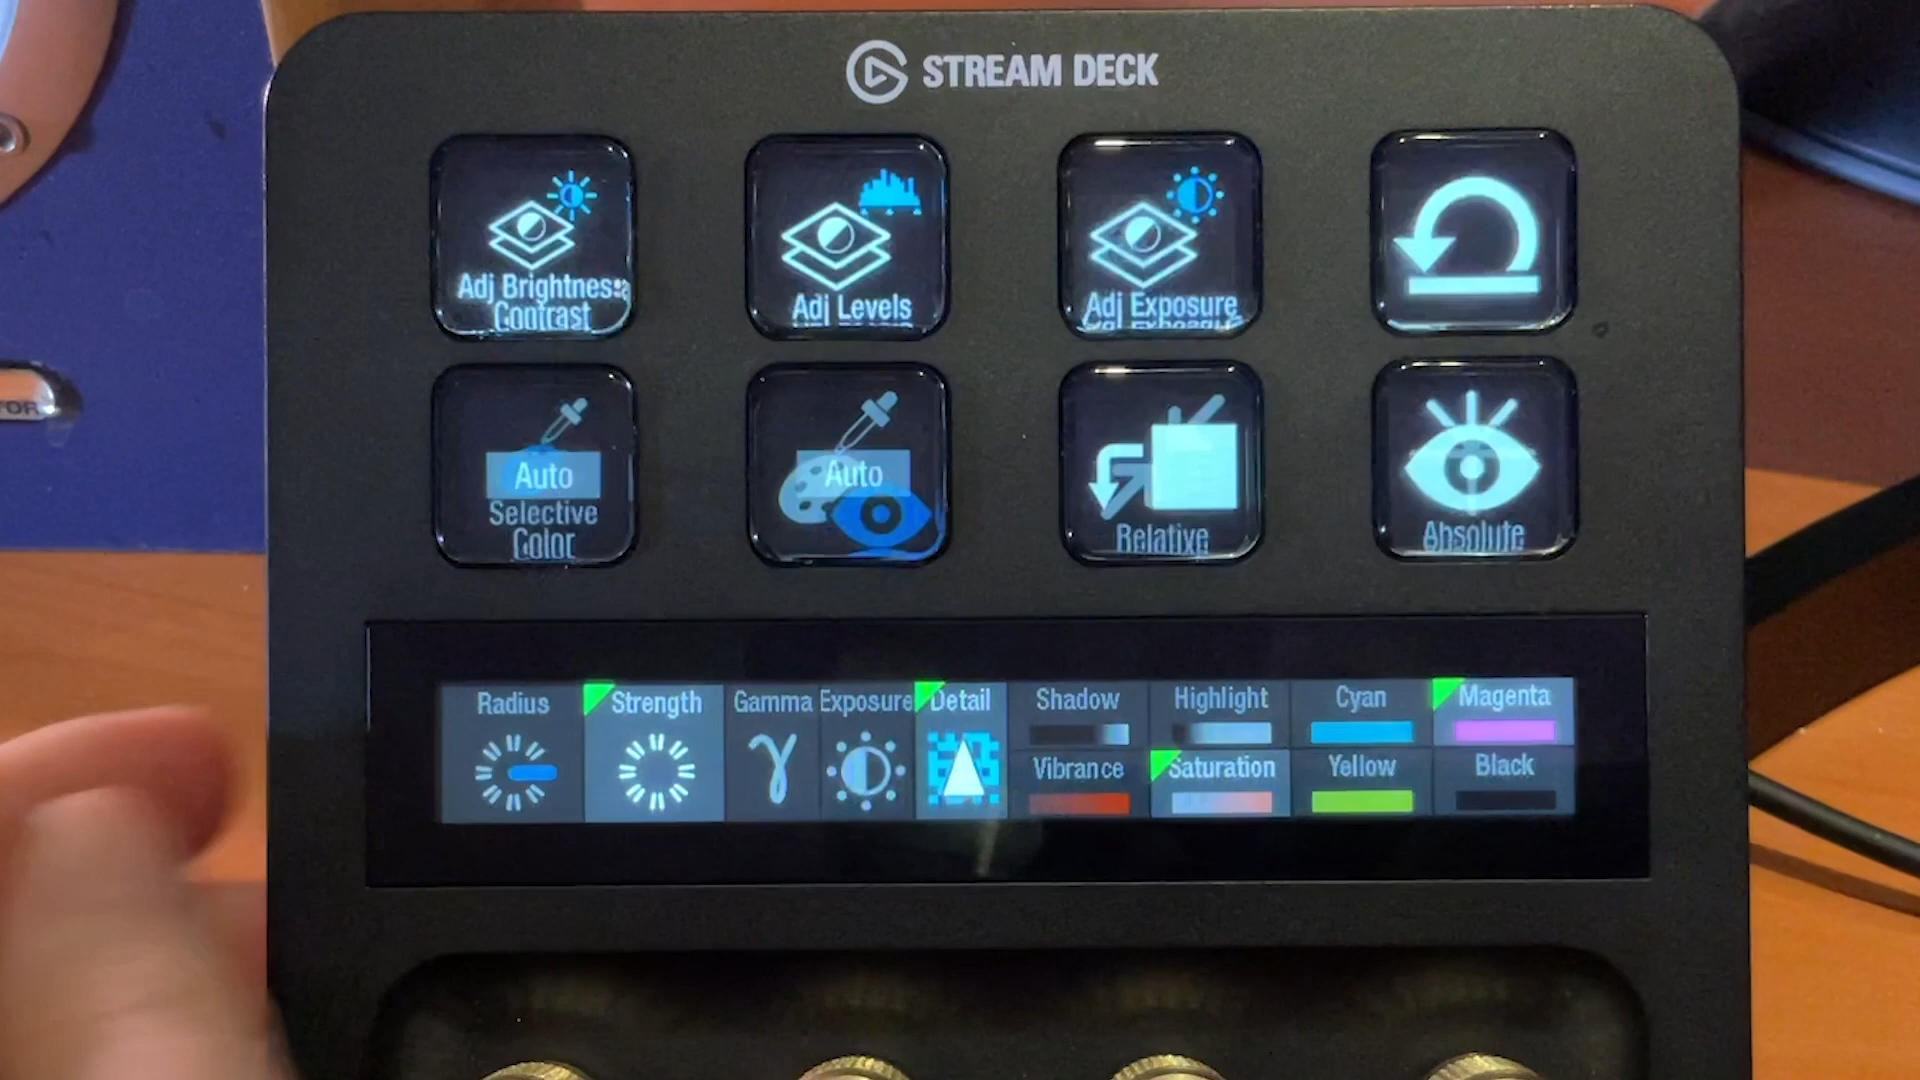 STREAM DECK
Adj Brightness
Contrast
Adj Levels
Adj Exposure
Auto
Selective
Color
Auto
Relative
Absolute
Radius
Strength
Gamma
Exposure
Detail
Shadow
Highlight
Cyan
Magenta
γ
Vibrance
Saturation
Yellow
Black